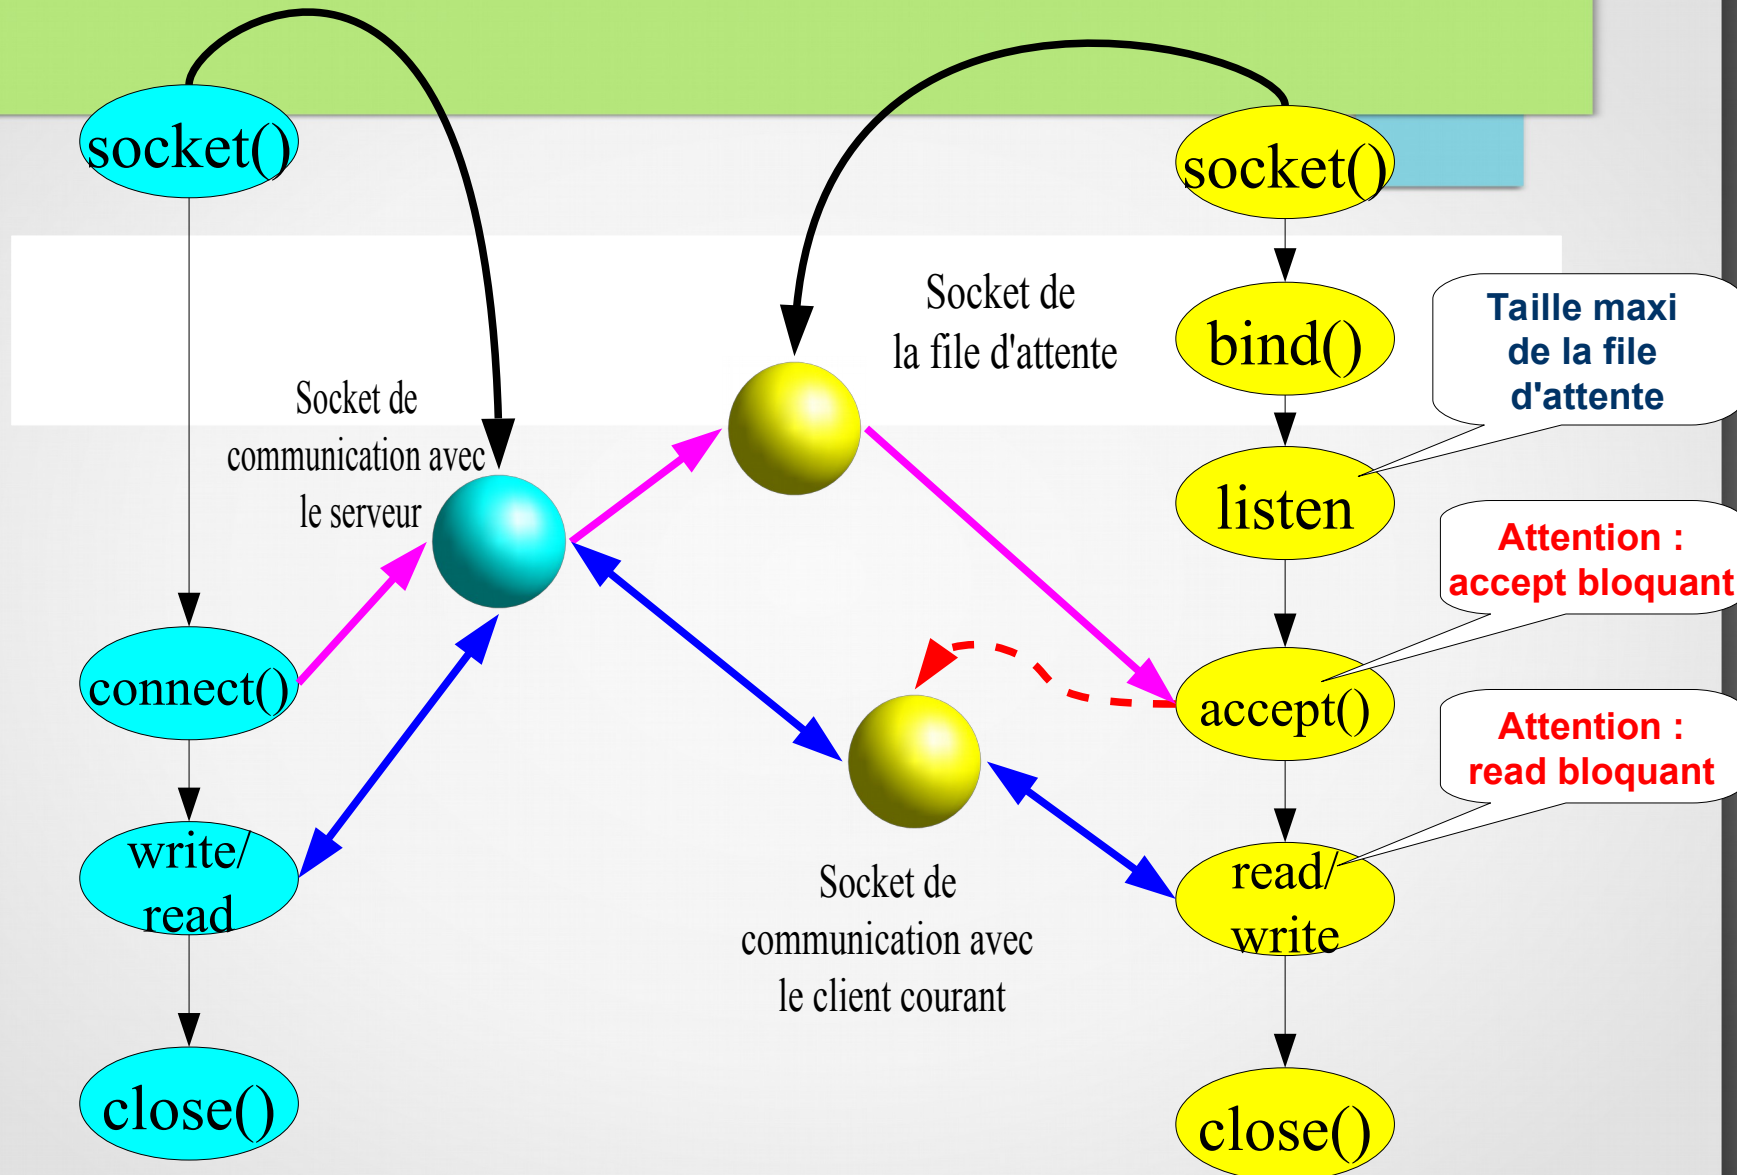 socket()
socket()
Socket de
la file d'attente
bind()
Taille maxi
de la file
d'attente
Socket de
communication avec
le serveur
listen
Attention :
accept bloquant
connect()
accept()
Attention :
read bloquant
write/
read
Socket de
communication avec
le client courant
read/
write
close()
close()